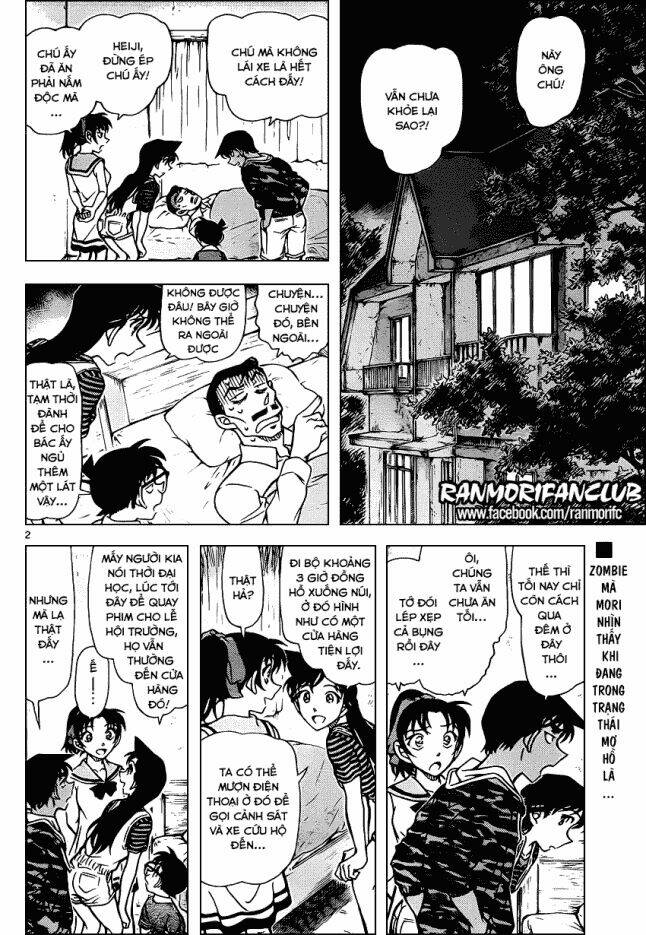 NÀY
ÔNG
CHÚ!
VẪN CHƯA
KHỎE LẠI
SAO?!
CHÚ MÀ KHÔNG
LÁI XE LÀ HẾT
CÁCH ĐẤY!
HEIJI,
ĐỪNG ÉP
CHÚ ẤY!
CHÚ ẤY
ĐÃ ĂN
PHẢI NẤM
ĐỘC MÀ
...
CHUYỆN...
CHUYỆN
ĐÓ, BÊN
NGOÀI...
KHÔNG ĐƯỢC
ĐÂU! BÂY GIỜ
KHÔNG THỂ
RA NGOÀI
ĐƯỢC
THẬT LÀ,
TẠM THỜI
ĐÀNH
ĐỂ CHO
BÁC ẤY
NGỦ
THÊM
MỘT LÁT
VẬY...
RANMORIFANCLUB
www.facebook.com/ranmorifc
2
ZOMBIE
MÀ
MORI
NHÌN
THẤY
KHI
ĐANG
TRONG
TRẠNG
THÁI
MƠ
HỒ
LÀ
...
THẾ THÌ
TỐI NAY CHỈ
CÒN CÁCH
QUA
ĐÊM Ở
ĐÂY
THÔI
ÔI,
CHÚNG
TA VẪN
CHƯA ĂN
TỐI...
TỚ ĐÓI
LÉP XẸP
CẢ BỤNG
RỒI ĐÂY
...
ĐI BỘ KHOẢNG
3 GIỜ ĐỒNG
HỒ XUỐNG NÚI,
Ở ĐÓ HÌNH
NHƯ CÓ MỘT
CỬA HÀNG
TIỆN LỢI
ĐẤY.
THẬT
HẢ?
TA CÓ THỂ
MƯỢN ĐIỆN
THOẠI Ở ĐÓ ĐỂ
GỌI CẢNH SÁT
VÀ XE CỨU HỘ
ĐẾN...
MẤY NGƯỜI KIA
NÓI THỜI ĐẠI
HỌC, LÚC TỚI
ĐÂY ĐỂ QUAY
PHIM CHO LỄ
HỘI TRƯỜNG,
HỌ VẪN
THƯỜNG
ĐẾN CỬA
HÀNG ĐÓ!
Ế
...
NHƯNG
MÀ LẠ
THẬT
ĐẤY...